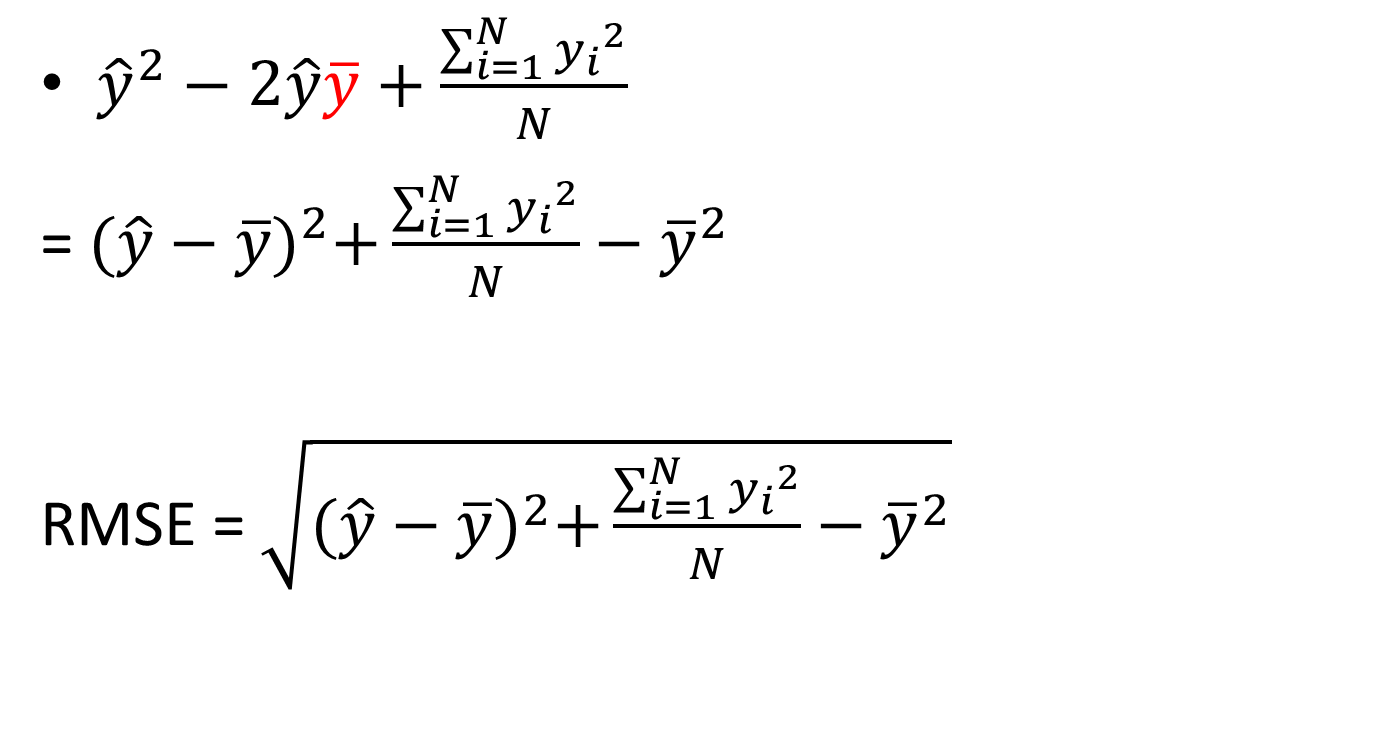 • ŷ² − 2ŷȳ + (∑ᵢ₌₁ᴺ yᵢ²)/N
= (ŷ − ȳ)² + (∑ᵢ₌₁ᴺ yᵢ²)/N − ȳ²
RMSE = √((ŷ − ȳ)² + (∑ᵢ₌₁ᴺ yᵢ²)/N − ȳ²)